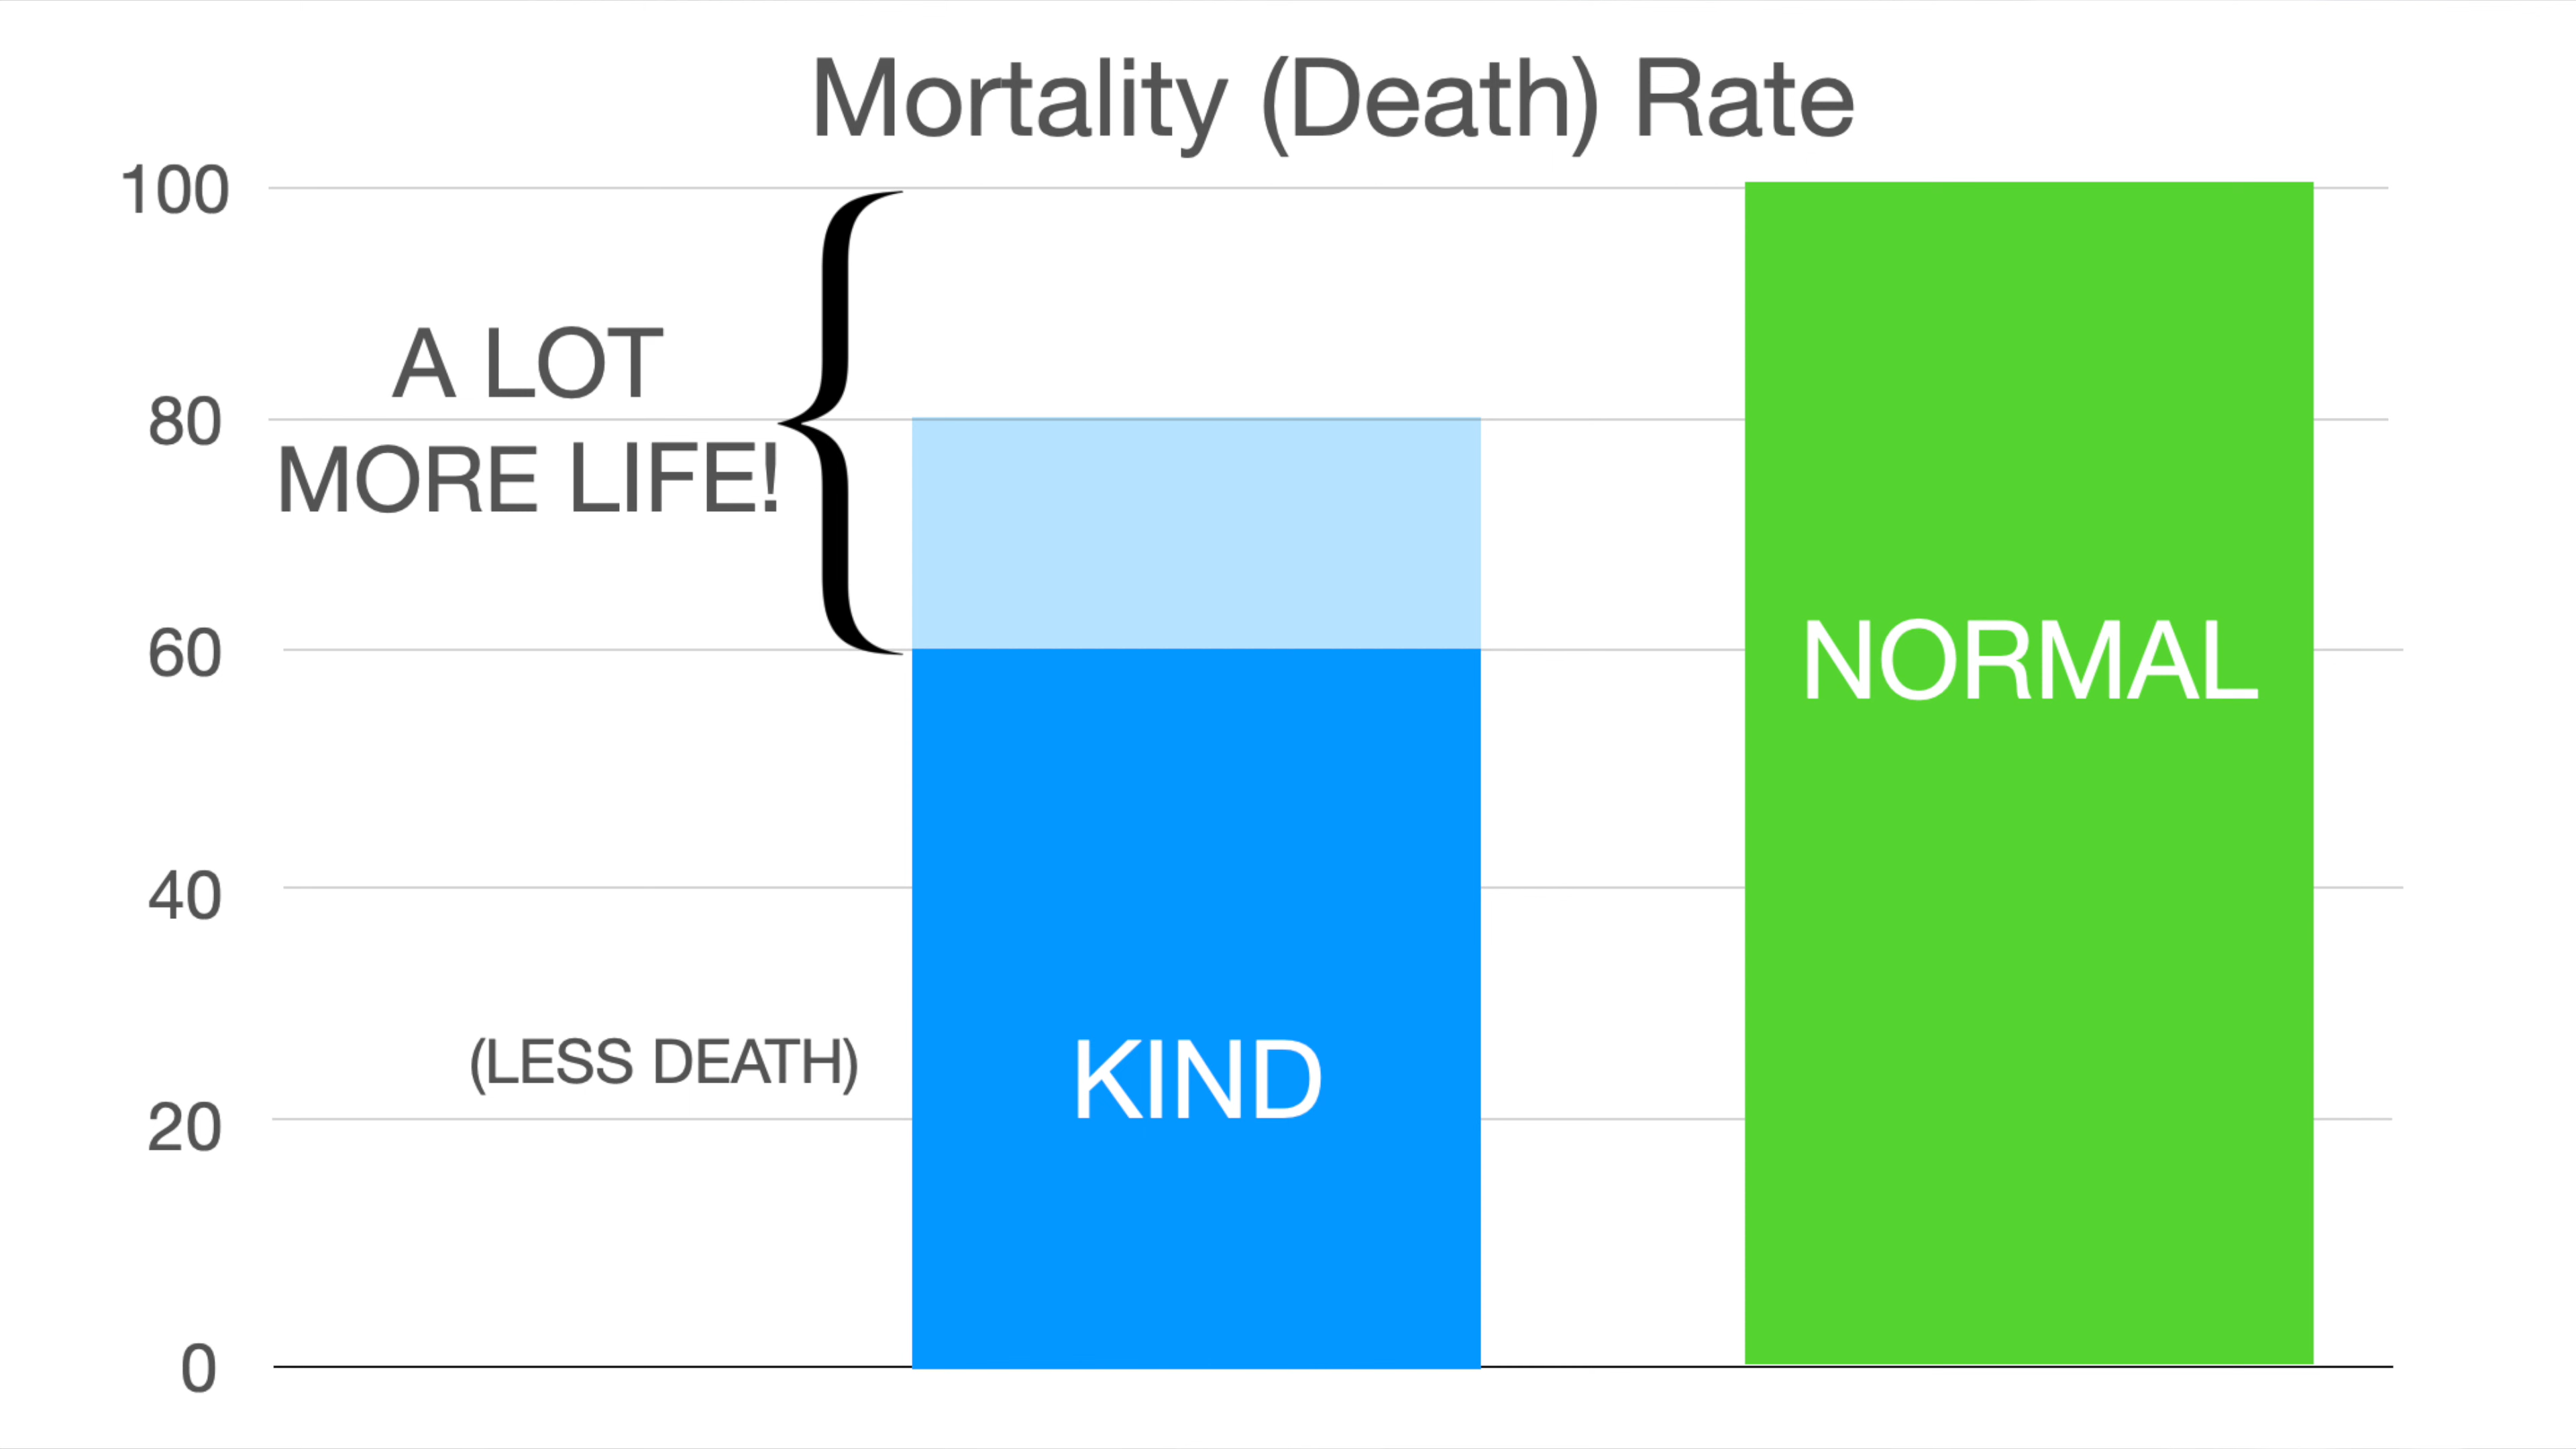 Mortality (Death) Rate
100
A LOT
80
MORE LIFE!
60
NORMAL
40
(LESS DEATH)
KIND
20
0